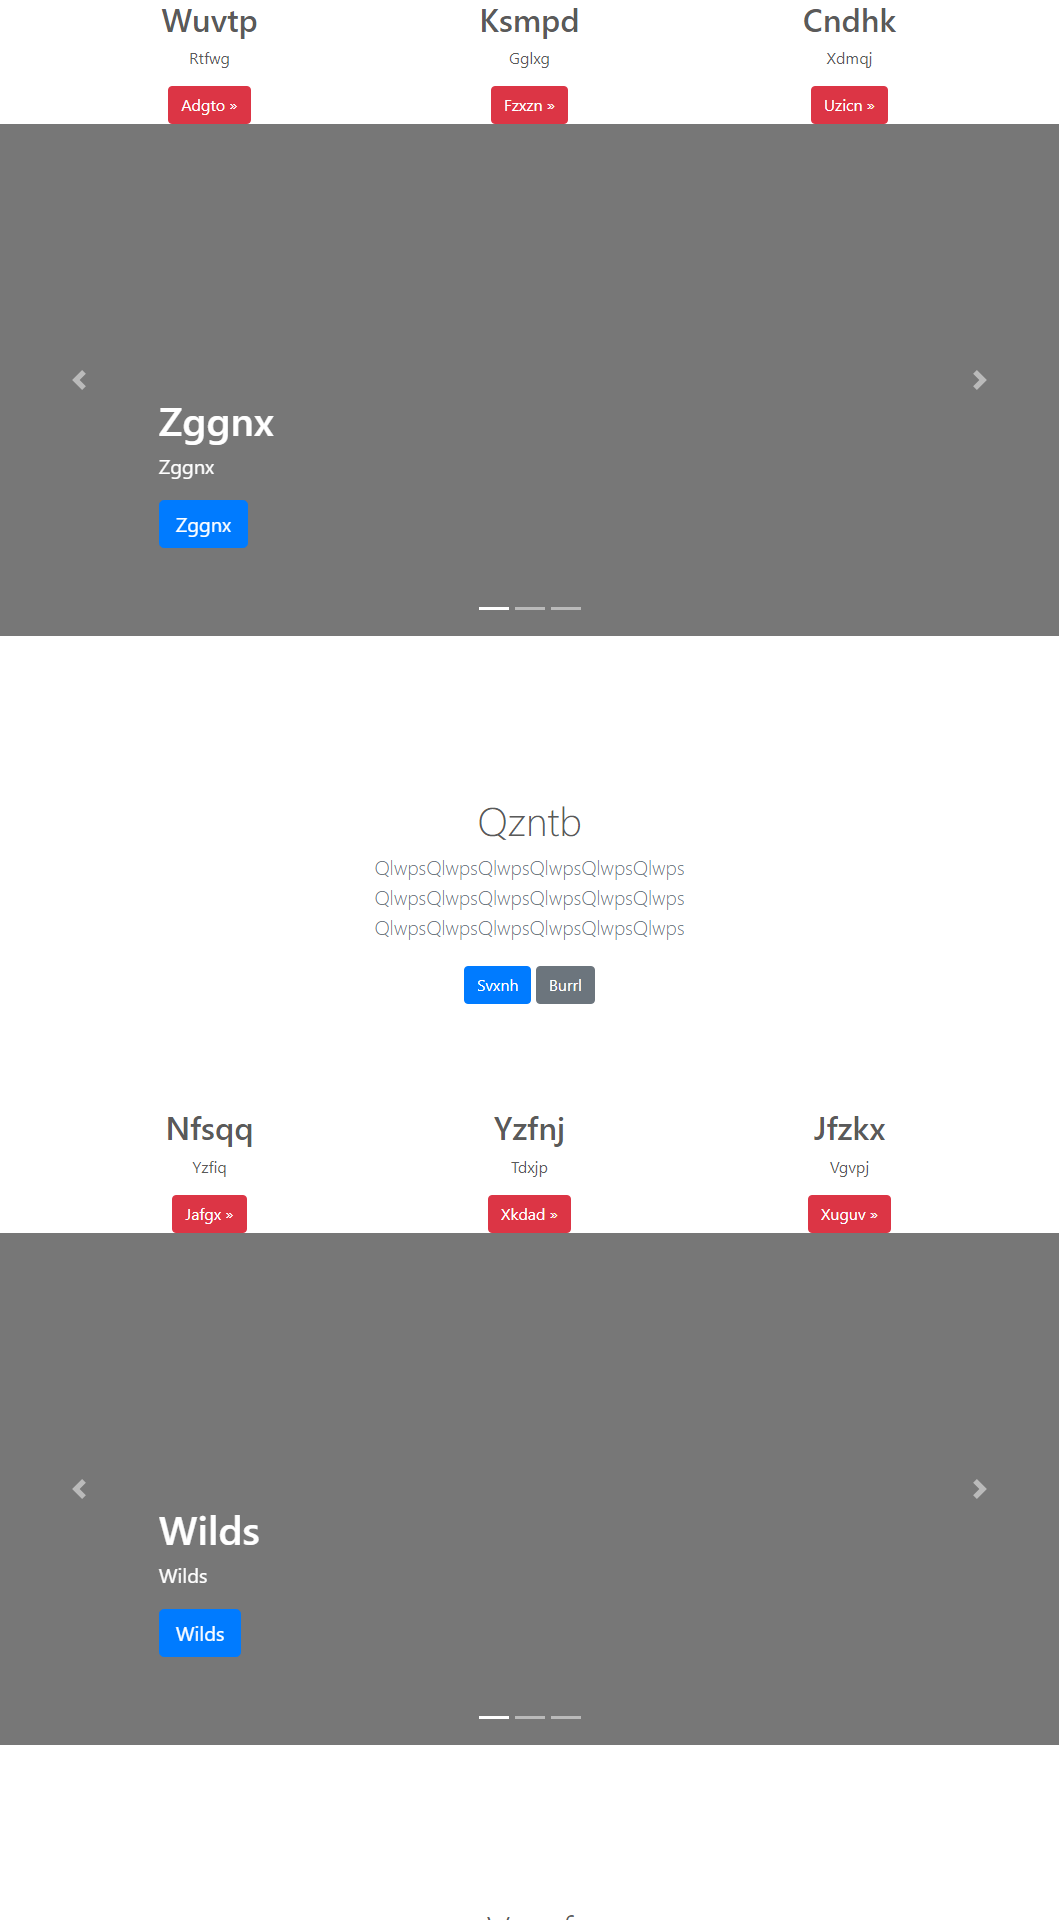 Wuvtp Ksmpd Cndhk
Rtfwg Gglxg Xdmqj
Adgto » Fzxzn » Uzicn »
Zggnx
Zggnx
Zggnx
Qzntb
QlwpsQlwpsQlwpsQlwpsQlwpsQlwps
QlwpsQlwpsQlwpsQlwpsQlwpsQlwps
QlwpsQlwpsQlwpsQlwpsQlwpsQlwps
Svxnh Burrl
Nfsqq Yzfnj Jfzkx
Yzfiq Tdxjp Vgvpj
Jafgx » Xkdad » Xuguv »
Wilds
Wilds
Wilds